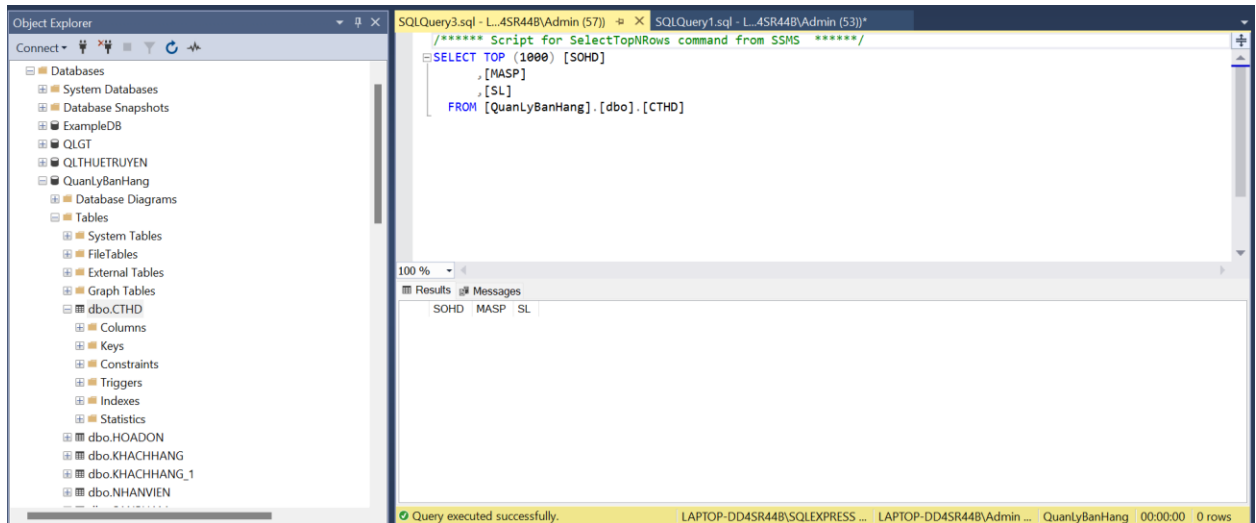 Object Explorer
Connect
Databases
System Databases
Database Snapshots
ExampleDB
QLGT
QLTHUETRUYEN
QuanLyBanHang
Database Diagrams
Tables
System Tables
FileTables
External Tables
Graph Tables
dbo.CTHD
Columns
Keys
Constraints
Triggers
Indexes
Statistics
dbo.HOADON
dbo.KHACHHANG
dbo.KHACHHANG_1
dbo.NHANVIEN
SQLQuery3.sql - L...4SR44B\Admin (57)) SQLQuery1.sql - L...4SR44B\Admin (53))*
/****** Script for SelectTopNRows command from SSMS ******/
SELECT TOP (1000) [SOHD]
,[MASP]
,[SL]
FROM [QuanLyBanHang].[dbo].[CTHD]
100 %
Results Messages
SOHD MASP SL
Query executed successfully. LAPTOP-DD4SR44B\SQLEXPRESS ... LAPTOP-DD4SR44B\Admin ... QuanLyBanHang 00:00:00 0 rows